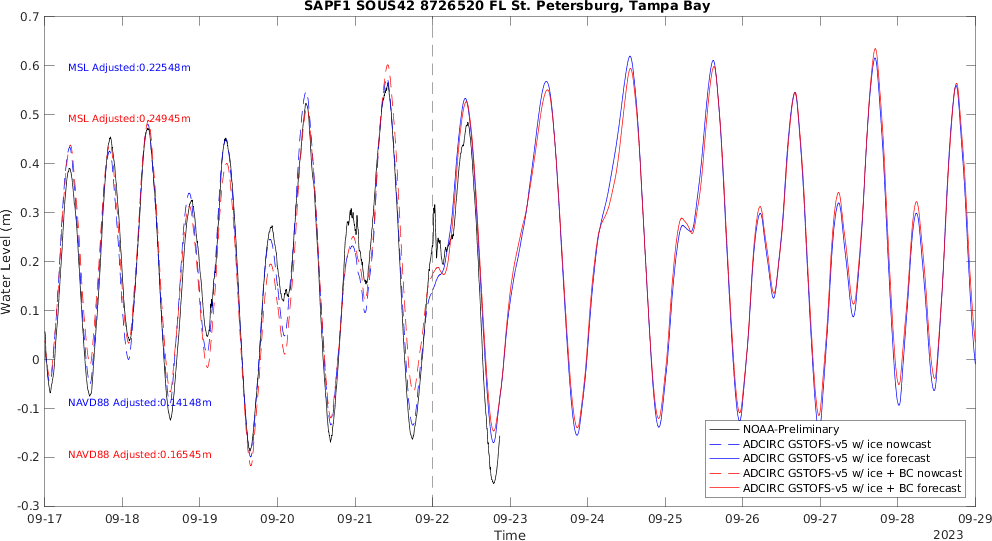 SAPF1 SOUS42 8726520 FL St. Petersburg, Tampa Bay
0.7
0.6
0.5
0.4
0.3
0.2
0.1
0
-0.1
-0.2
-0.3
Water Level (m)
MSL Adjusted:0.22548m
MSL Adjusted:0.24945m
NAVD88 Adjusted:0.14148m
NAVD88 Adjusted:0.16545m
NOAA-Preliminary
ADCIRC GSTOFS-v5 w/ ice nowcast
ADCIRC GSTOFS-v5 w/ ice forecast
ADCIRC GSTOFS-v5 w/ ice + BC nowcast
ADCIRC GSTOFS-v5 w/ ice + BC forecast
09-17 09-18 09-19 09-20 09-21 09-22 09-23 09-24 09-25 09-26 09-27 09-28 09-29
Time
2023